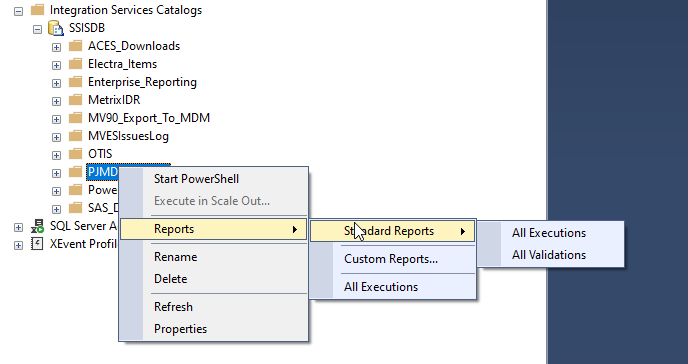 Integration Services Catalogs
SSISDB
ACES_Downloads
Electra_Items
Enterprise_Reporting
MetrixIDR
MV90_Export_To_MDM
MVESIssuesLog
OTIS
PJMD
Pow
SAS_D
SQL Server A
XEvent Profil
Start PowerShell
Execute in Scale Out...
Reports
Rename
Delete
Refresh
Properties
Standard Reports
Custom Reports...
All Executions
All Executions
All Validations